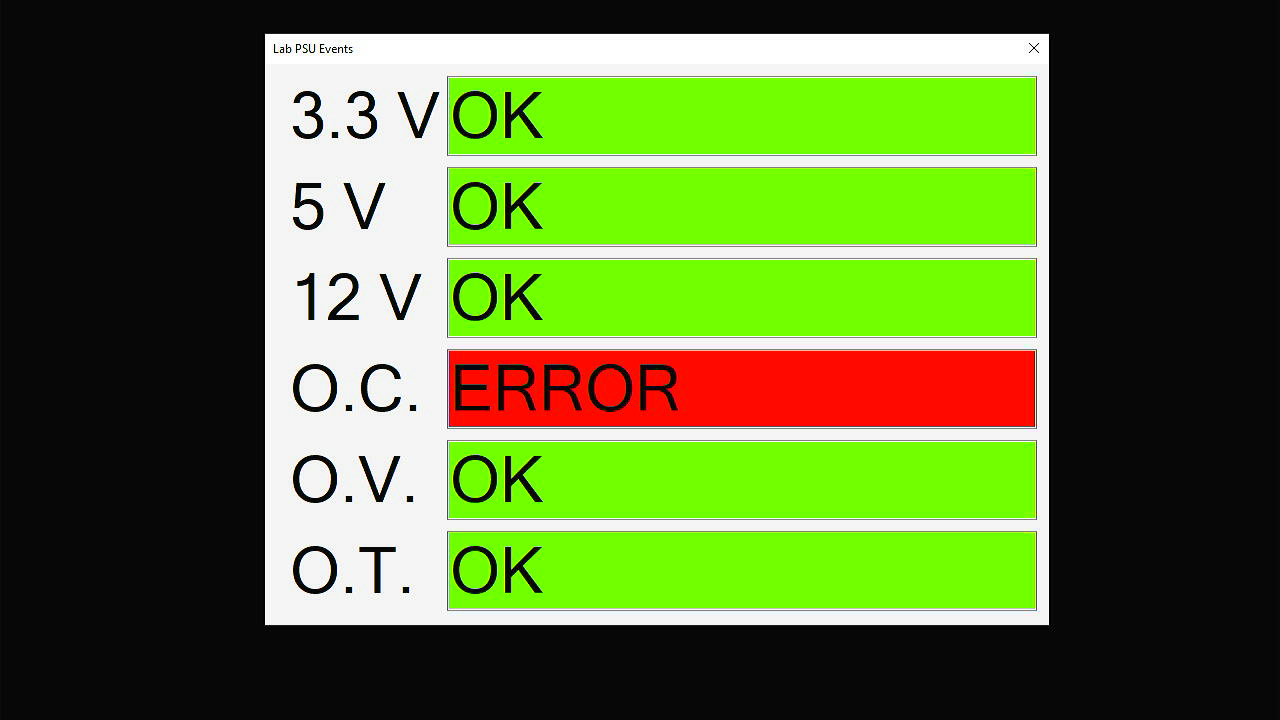 Lab PSU Events
3.3 V OK
5 V OK
12 V OK
O.C. ERROR
O.V. OK
O.T. OK